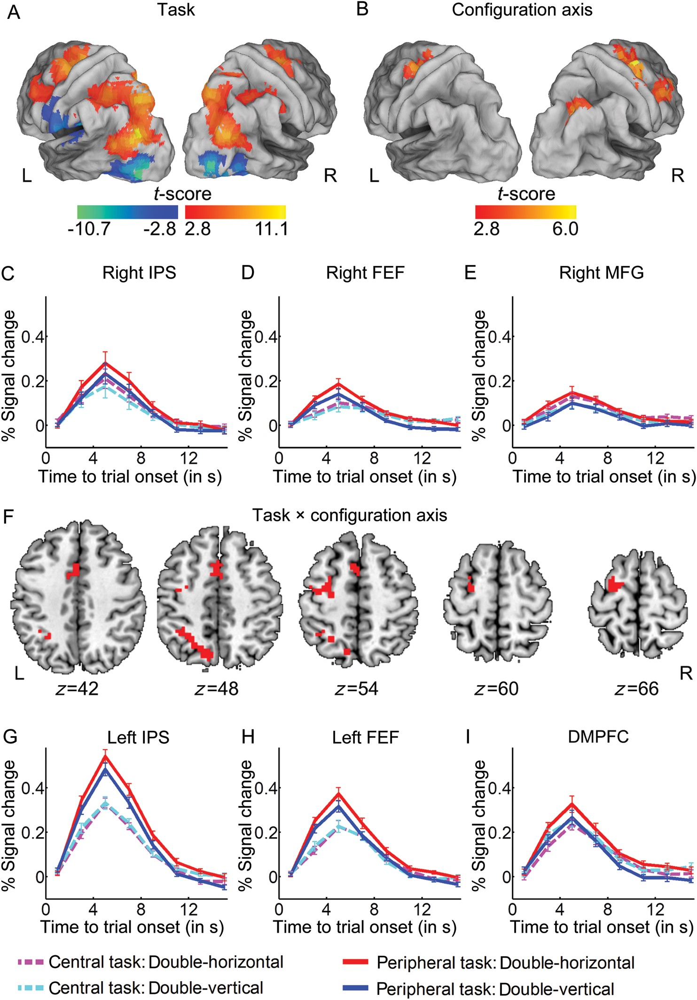 A Task B Configuration axis
L R L R
t-score t-score
-10.7 -2.8 2.8 11.1 2.8 6.0
C Right IPS D Right FEF E Right MFG
% Signal change % Signal change % Signal change
0.4 0.4 0.4
0.2 0.2 0.2
0 0 0
0 4 8 12 0 4 8 12 0 4 8 12
Time to trial onset (in s) Time to trial onset (in s) Time to trial onset (in s)
F Task × configuration axis
L R
z=42 z=48 z=54 z=60 z=66
G Left IPS H Left FEF I DMPFC
% Signal change % Signal change % Signal change
0.4 0.4 0.4
0.2 0.2 0.2
0 0 0
0 4 8 12 0 4 8 12 0 4 8 12
Time to trial onset (in s) Time to trial onset (in s) Time to trial onset (in s)
Central task: Double-horizontal Peripheral task: Double-horizontal
Central task: Double-vertical Peripheral task: Double-vertical